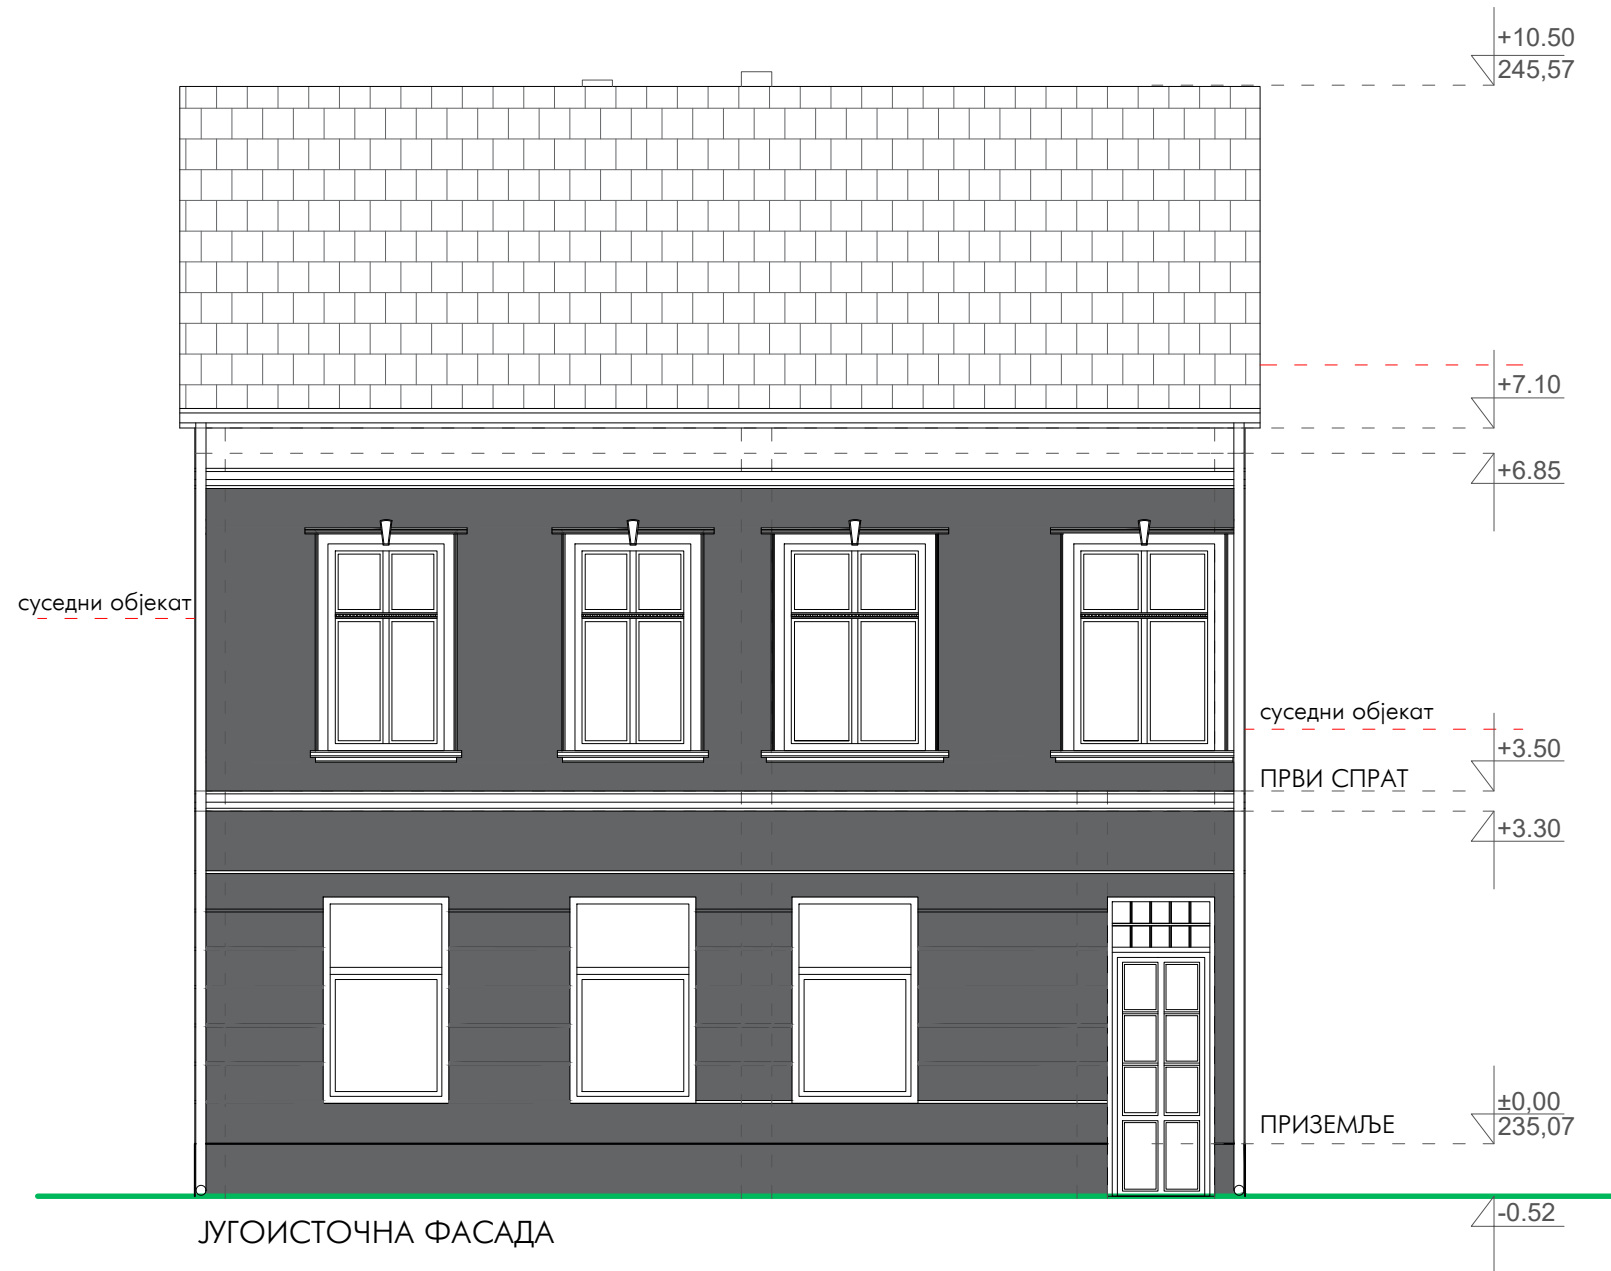 +10.50
245,57
+7.10
+6.85
суседни објекат
суседни објекат
+3.50
ПРВИ СПРАТ
+3.30
±0,00
ПРИЗЕМЉЕ
235,07
-0.52
ЈУГОИСТОЧНА ФАСАДА